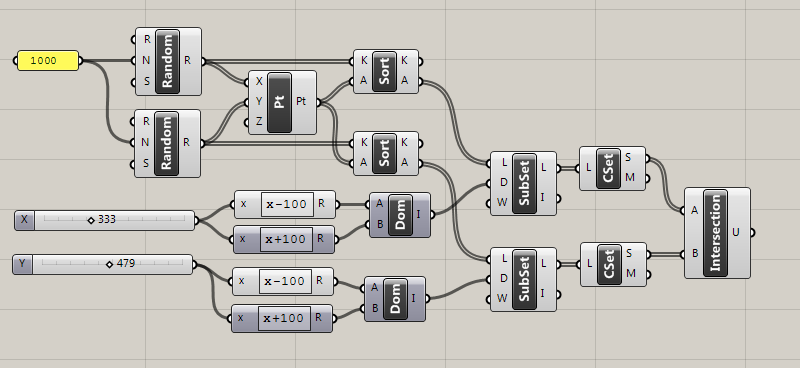 1000
R
N
S
Random
R
R
N
S
Random
R
X
Y
Z
Pt
Pt
K
A
Sort
K
A
K
A
Sort
K
A
X
333
Y
479
x
x-100
R
x
x+100
R
A
B
Dom
I
x
x-100
R
x
x+100
R
A
B
Dom
I
L
D
W
SubSet
L
I
L
D
W
SubSet
L
I
L
CSet
S
M
L
CSet
S
M
A
B
Intersection
U